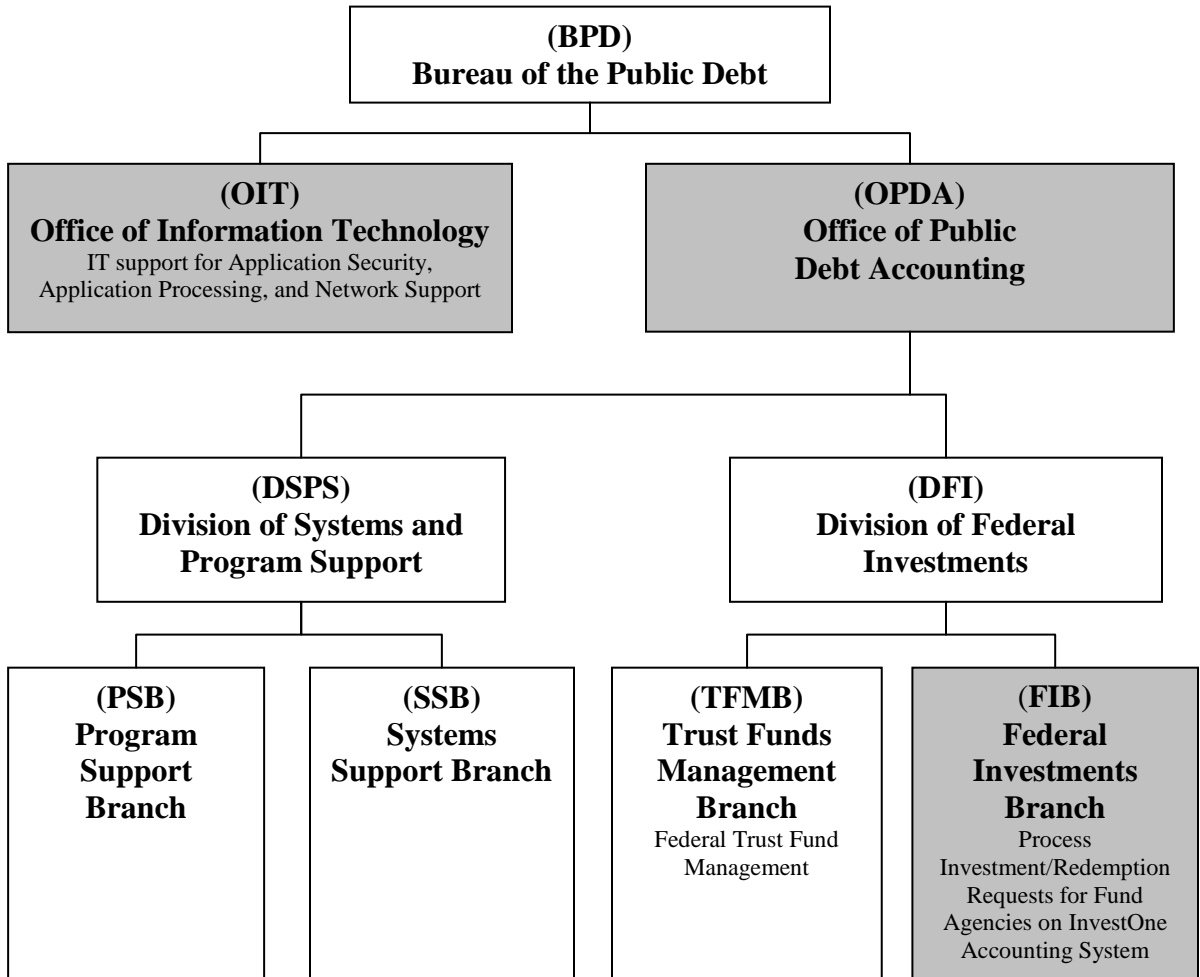 (BPD)
Bureau of the Public Debt
(OIT)
Office of Information Technology
IT support for Application Security,
Application Processing, and Network Support
(OPDA)
Office of Public
Debt Accounting
(DSPS)
Division of Systems and
Program Support
(DFI)
Division of Federal
Investments
(PSB)
Program
Support
Branch
(SSB)
Systems
Support Branch
(TFMB)
Trust Funds
Management
Branch
Federal Trust Fund
Management
(FIB)
Federal
Investments
Branch
Process
Investment/Redemption
Requests for Fund
Agencies on InvestOne
Accounting System